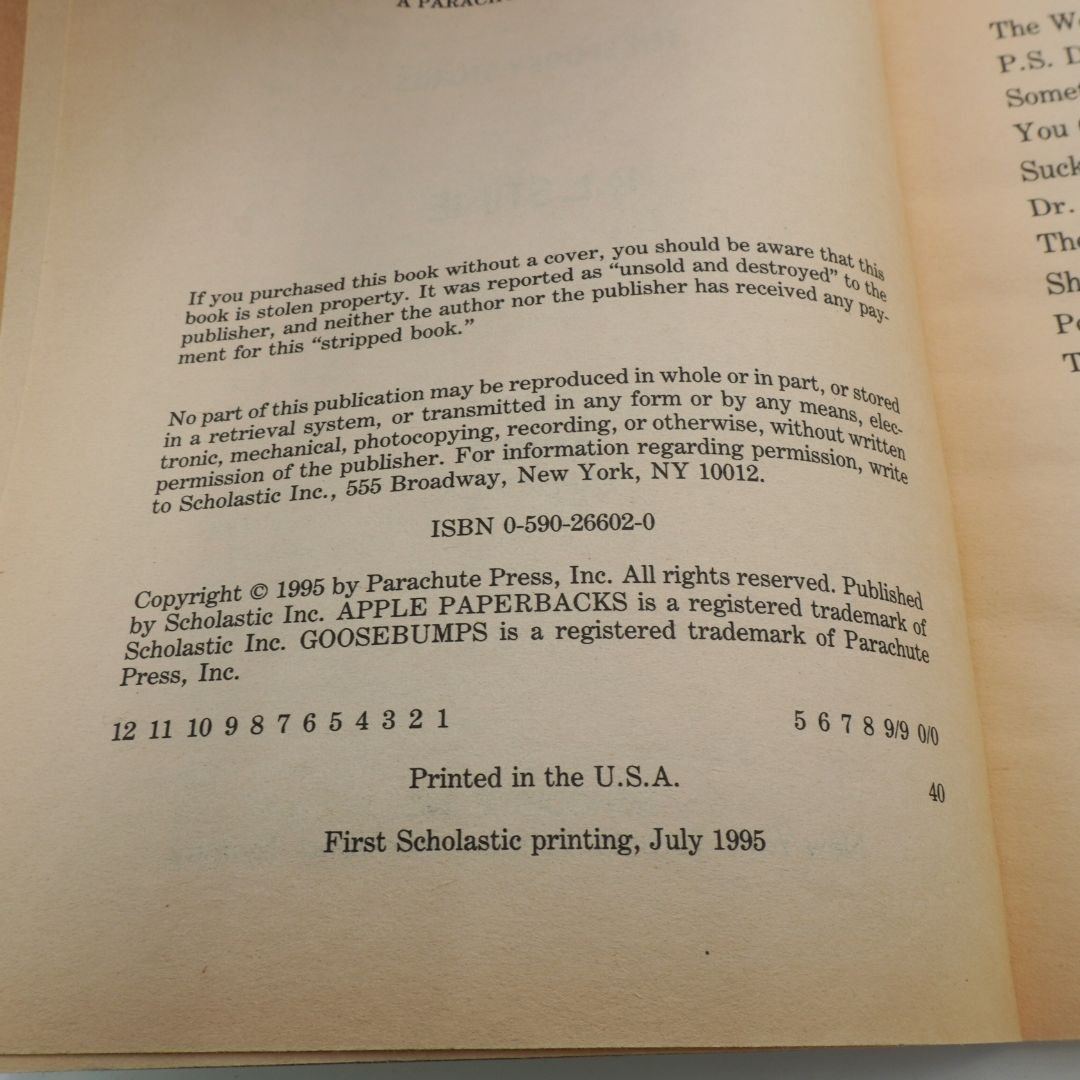 A PARACH
If you purchased this book without a cover, you should be aware that this
book is stolen property. It was reported as “unsold and destroyed” to the
publisher, and neither the author nor the publisher has received any pay-
ment for this “stripped book.”
No part of this publication may be reproduced in whole or in part, or stored
in a retrieval system, or transmitted in any form or by any means, elec-
tronic, mechanical, photocopying, recording, or otherwise, without written
permission of the publisher. For information regarding permission, write
to Scholastic Inc., 555 Broadway, New York, NY 10012.
ISBN 0-590-26602-0
Copyright © 1995 by Parachute Press, Inc. All rights reserved. Published
by Scholastic Inc. APPLE PAPERBACKS is a registered trademark of
Scholastic Inc. GOOSEBUMPS is a registered trademark of Parachute
Press, Inc.
12 11 10 9 8 7 6 5 4 3 2 1 5 6 7 8 9/9 0/0
Printed in the U.S.A. 40
First Scholastic printing, July 1995
The W
P.S. D
Some
You
Suck
Dr.
The
Sh
Po
T